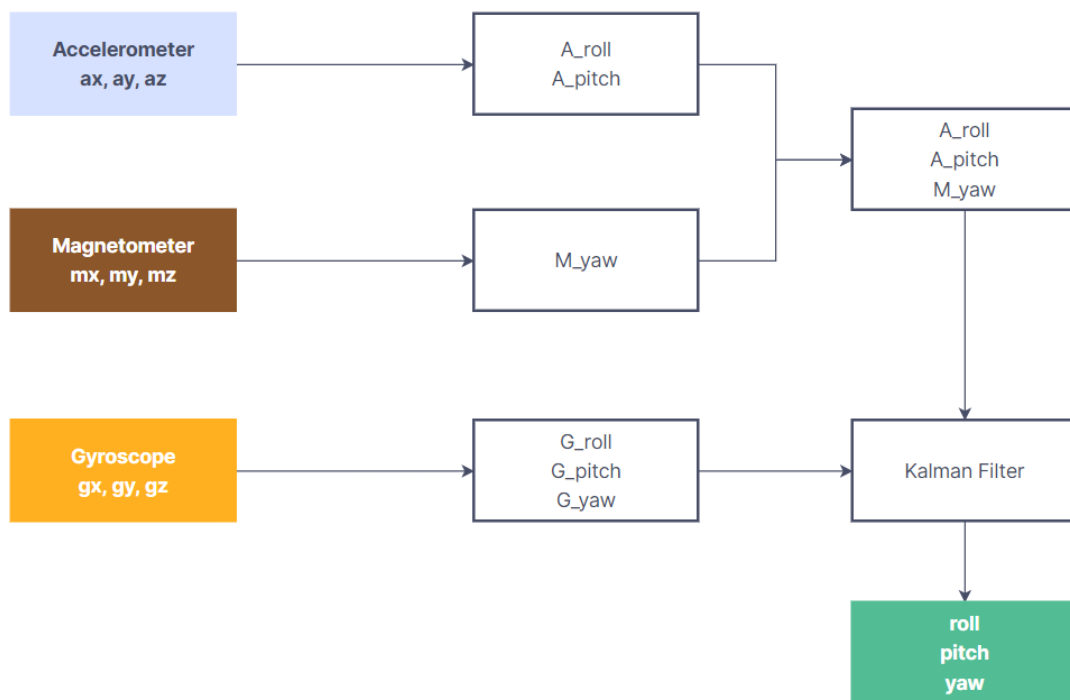 Accelerometer
ax, ay, az
A_roll
A_pitch
A_roll
A_pitch
M_yaw
Magnetometer
mx, my, mz
M_yaw
Gyroscope
gx, gy, gz
G_roll
G_pitch
G_yaw
Kalman Filter
roll
pitch
yaw